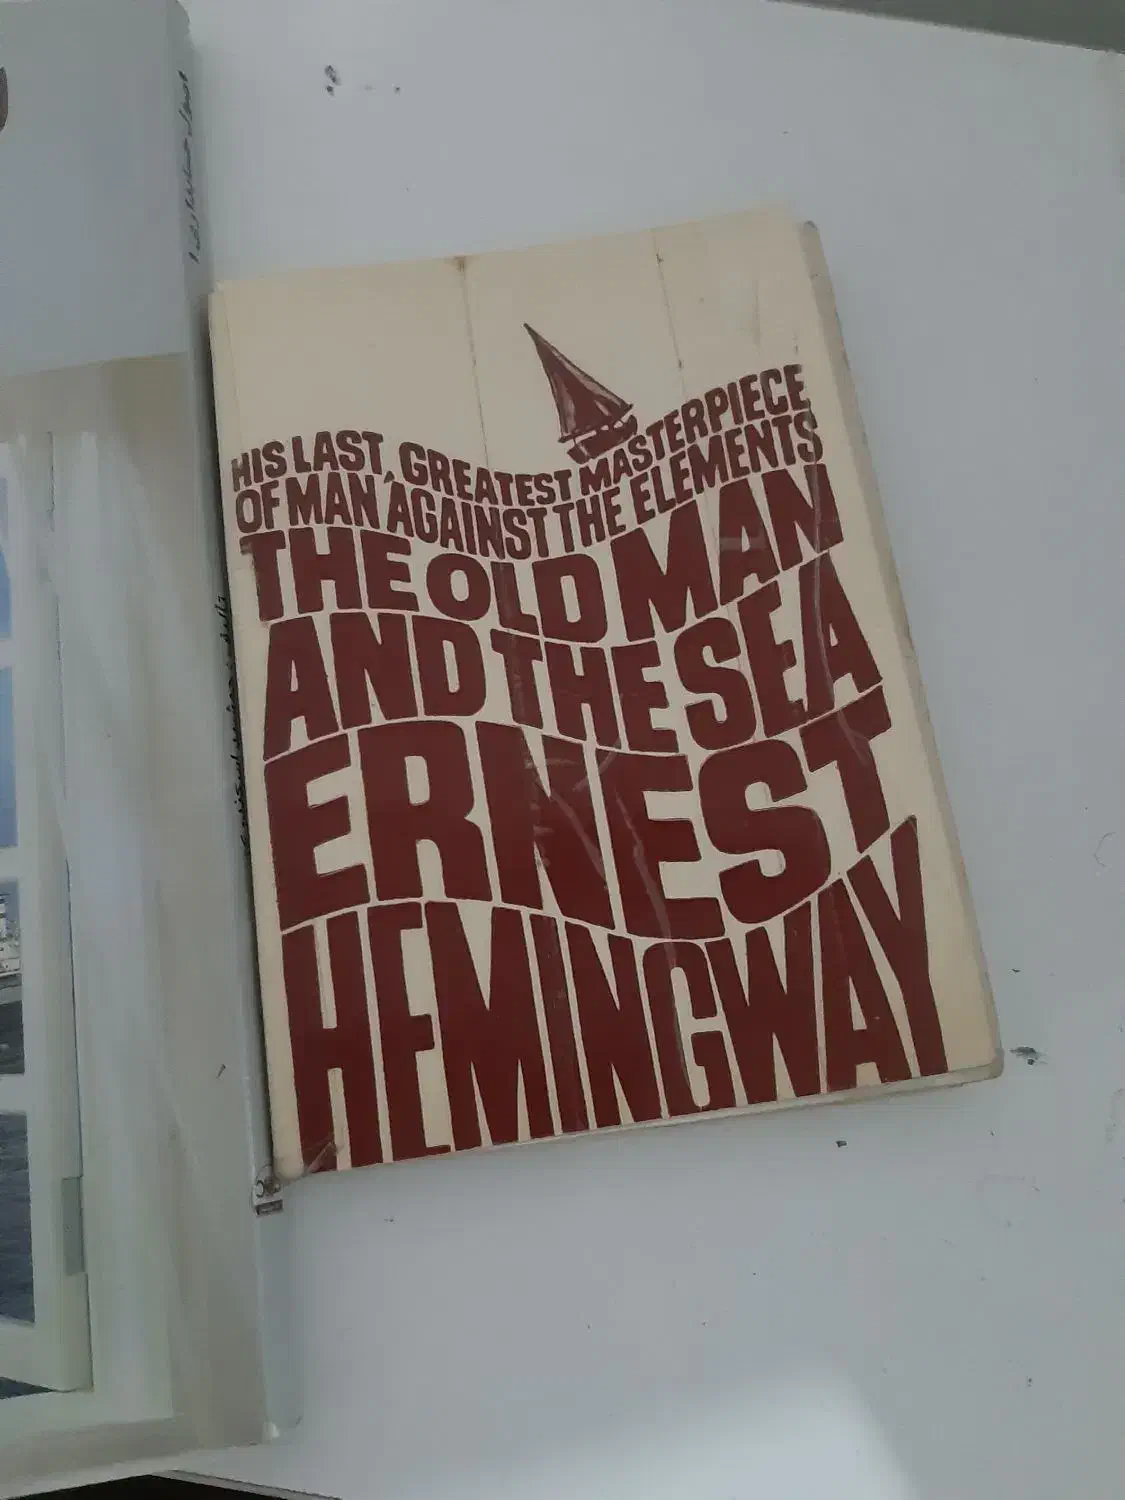 HIS LAST, GREATEST MASTERPIECE
OF MAN AGAINST THE ELEMENTS
THE OLD MAN
AND THE SEA
ERNEST
HEMINGWAY